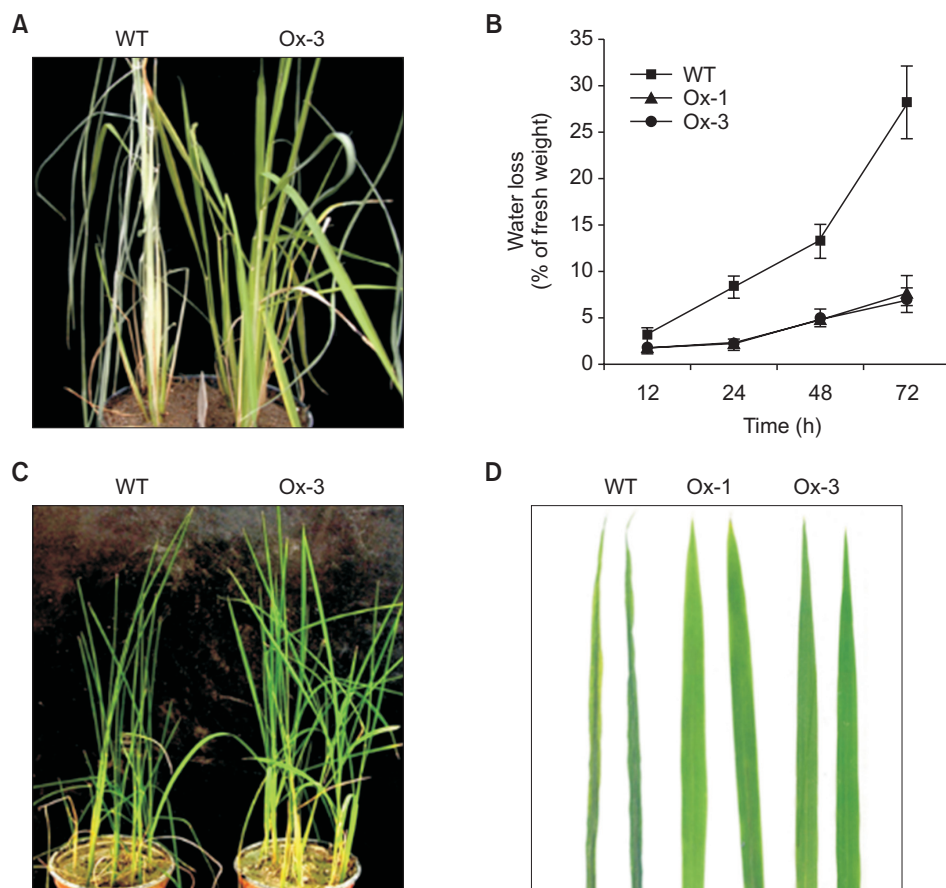 A
WT Ox-3
B
35
30
25
20
15
10
5
0
Water loss
(% of fresh weight)
WT
Ox-1
Ox-3
12 24 48 72
Time (h)
C
WT Ox-3
D
WT Ox-1 Ox-3